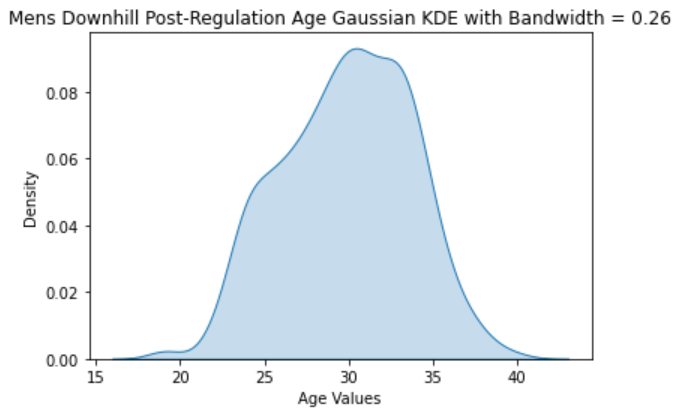 Mens Downhill Post-Regulation Age Gaussian KDE with Bandwidth = 0.26
0.08
0.06
Density
0.04
0.02
0.00
15 20 25 30 35 40
Age Values